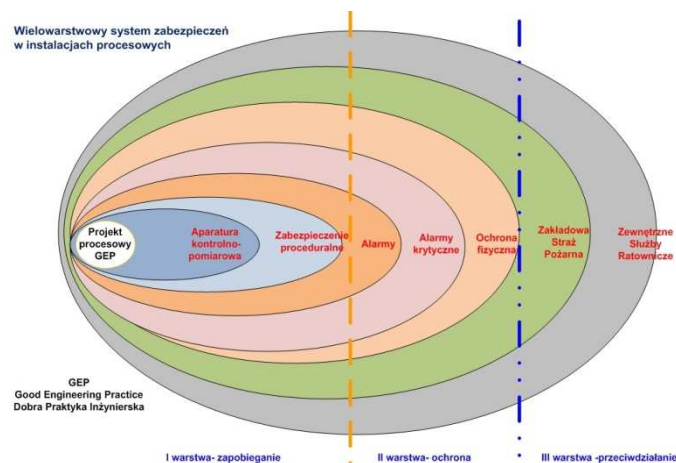 Wielowarstwowy system zabezpieczeń
w instalacjach procesowych
Projekt
procesowy
GEP
Aparatura
kontrolno-
pomiarowa
Zabezpieczenie
proceduralne
Alarmy
Alarmy
krytyczne
Ochrona
fizyczna
Zakładowa
Straż
Pożarna
Zewnętrzne
Służby
Ratownicze
GEP
Good Engineering Practice
Dobra Praktyka Inżynierska
I warstwa- zapobieganie
II warstwa- ochrona
III warstwa -przeciwdziałanie